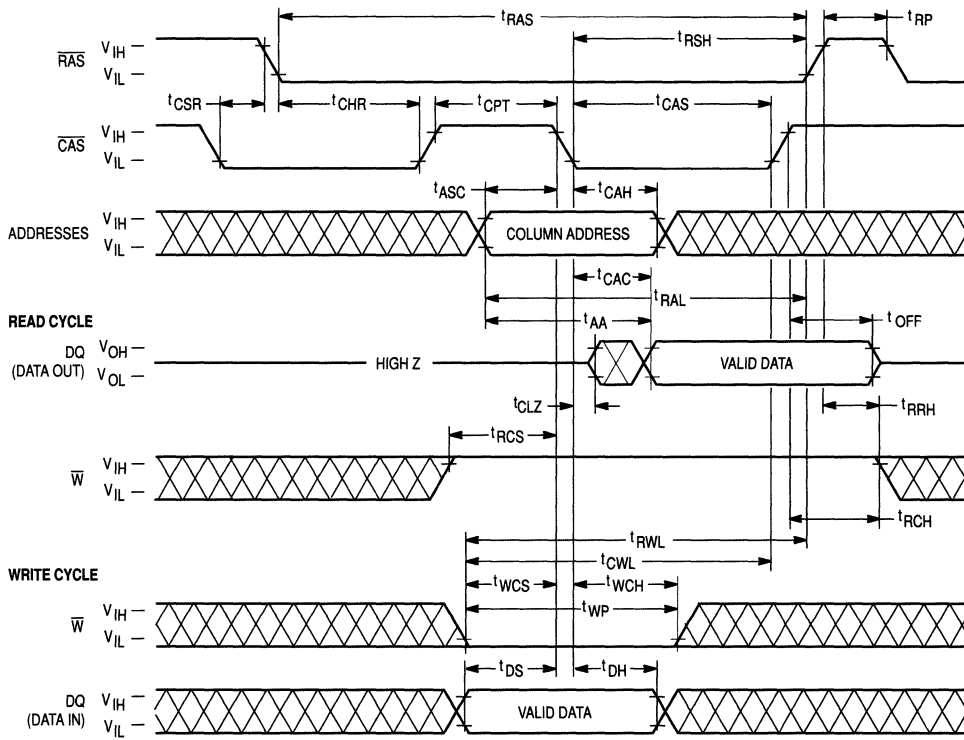 tRAS
tRP
tRSH
RAS VIH
VIL
tCSR tCHR tCPT tCAS
CAS VIH
VIL
tASC tCAH
ADDRESSES VIH
VIL
COLUMN ADDRESS
tCAC
tRAL
READ CYCLE tAA tOFF
DQ (DATA OUT) VOH
VOL
HIGH Z VALID DATA
tCLZ tRRH
tRCS
W VIH
VIL
tRCH
tRWL
tCWL
WRITE CYCLE tWCS tWCH
tWP
W VIH
VIL
tDS tDH
DQ (DATA IN) VIH
VIL
VALID DATA